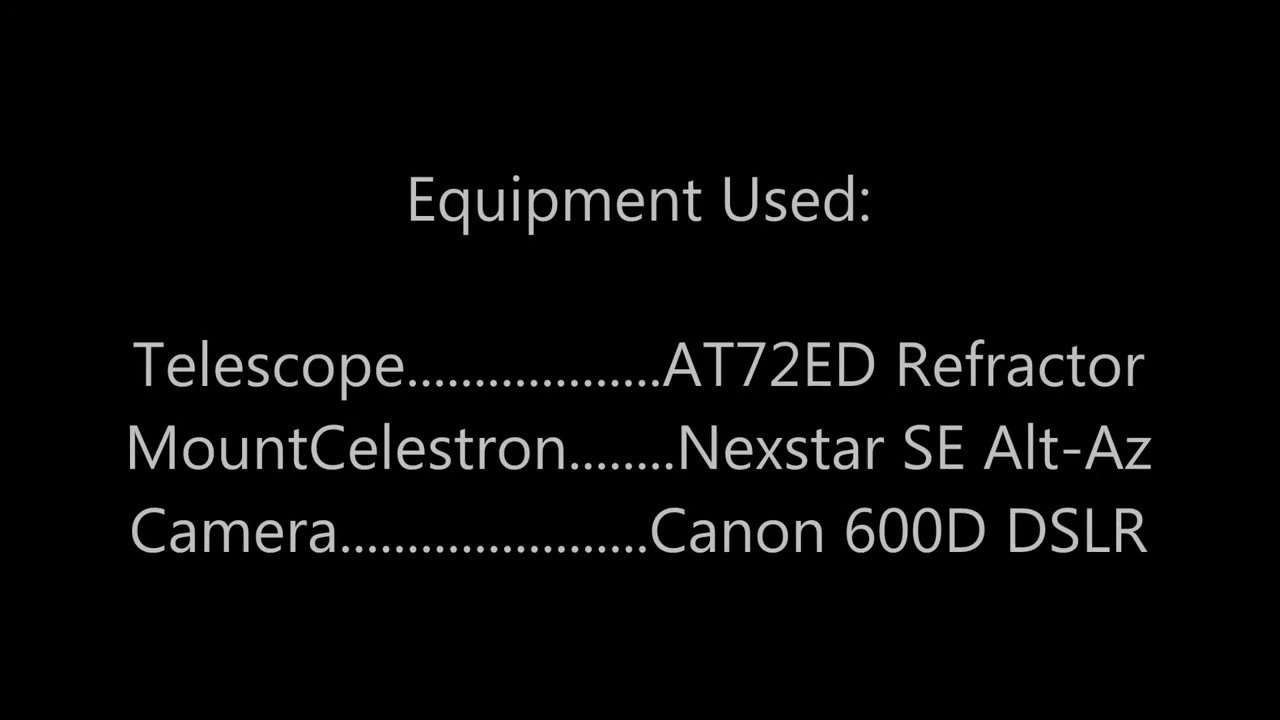 Equipment Used:
Telescope...................AT72ED Refractor
MountCelestron........Nexstar SE Alt-Az
Camera.......................Canon 600D DSLR